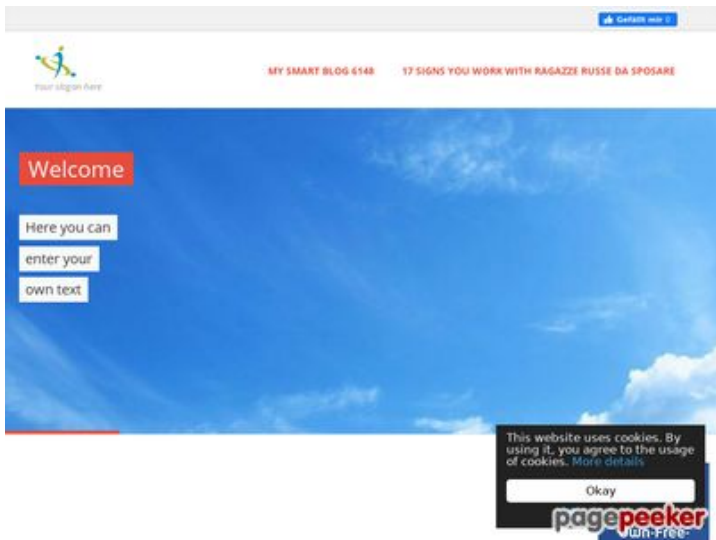 Gefällt mir 0
Your slogan here
MY SMART BLOG 6148
17 SIGNS YOU WORK WITH RAGAZZE RUSSE DA SPOSARE
Welcome
Here you can
enter your
own text
This website uses cookies. By
using it, you agree to the usage
of cookies. More details
Okay
pagepeeker
Own-Free-